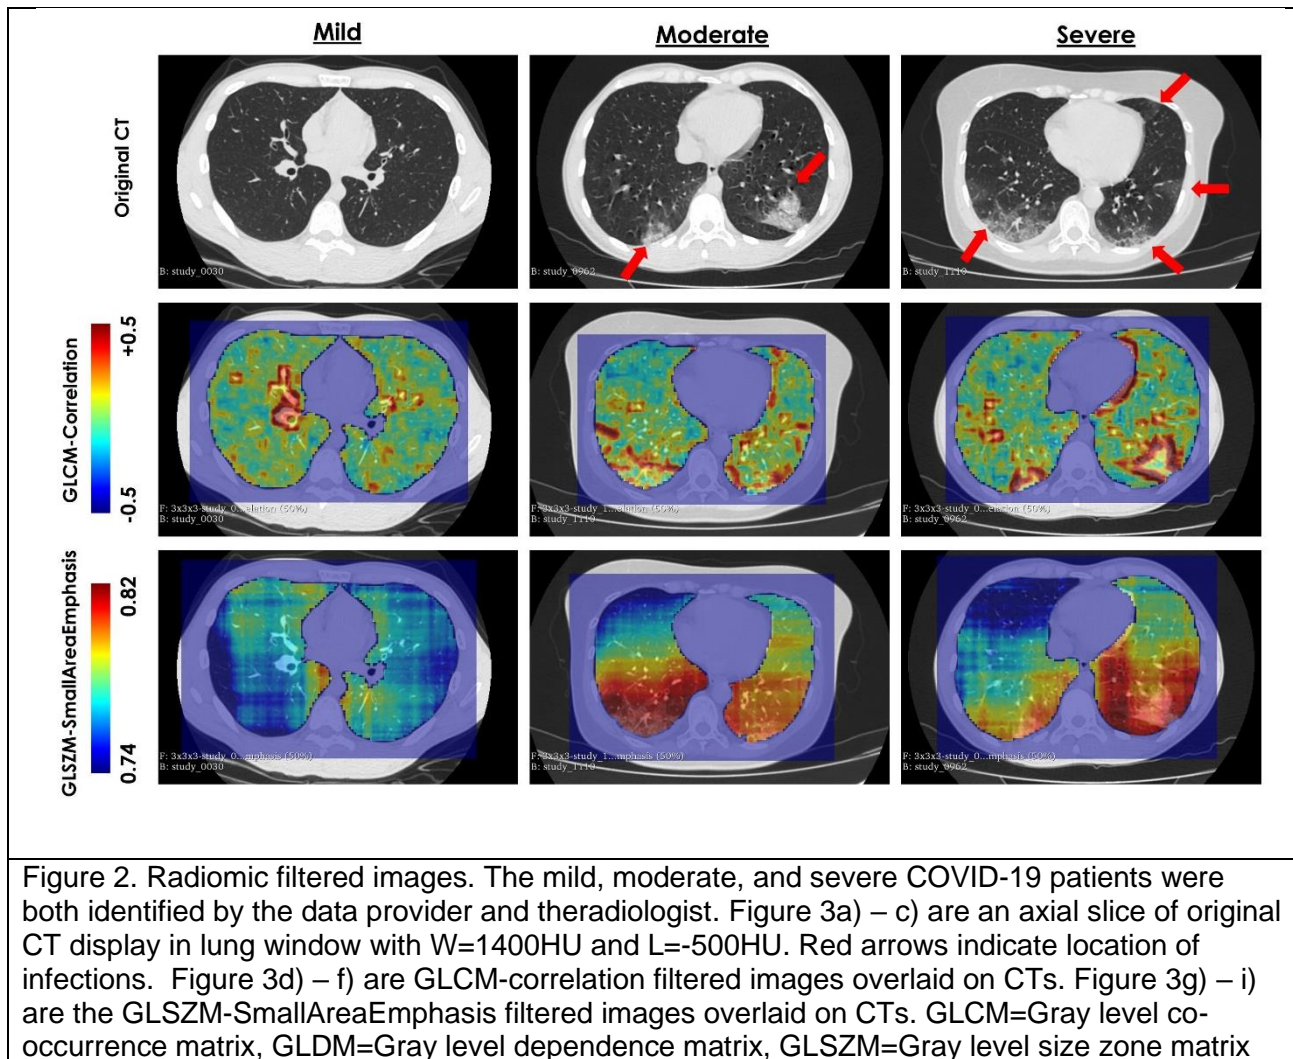 Mild
Moderate
Severe
Original CT
B: study_0030
B: study_0962
B: study_1110
GLCM-Correlation
+0.5
-0.5
F: 3x3x3-study_0...elation (50%)
B: study_0030
F: 3x3x3-study_1...elation (50%)
B: study_1110
F: 3x3x3-study_0...elation (50%)
B: study_0962
GLSZM-SmallAreaEmphasis
0.82
0.74
F: 3x3x3-study_0...mphasis (50%)
B: study_0030
F: 3x3x3-study_1...mphasis (50%)
B: study_1110
F: 3x3x3-study_0...mphasis (50%)
B: study_0962
Figure 2. Radiomic filtered images. The mild, moderate, and severe COVID-19 patients were
both identified by the data provider and theradiologist. Figure 3a) – c) are an axial slice of original
CT display in lung window with W=1400HU and L=-500HU. Red arrows indicate location of
infections.  Figure 3d) – f) are GLCM-correlation filtered images overlaid on CTs. Figure 3g) – i)
are the GLSZM-SmallAreaEmphasis filtered images overlaid on CTs. GLCM=Gray level co-
occurrence matrix, GLDM=Gray level dependence matrix, GLSZM=Gray level size zone matrix